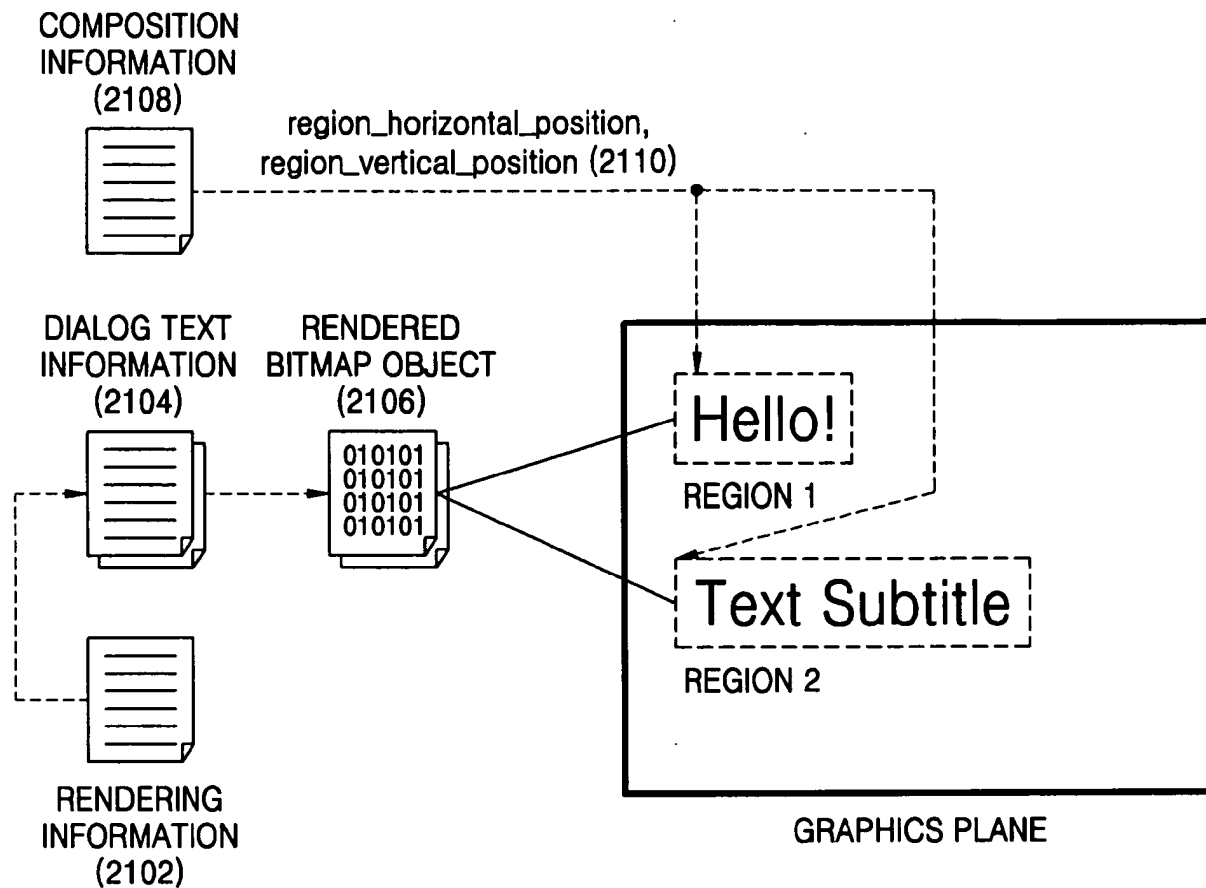 COMPOSITION
INFORMATION
(2108)
region_horizontal_position,
region_vertical_position (2110)
DIALOG TEXT
INFORMATION
(2104)
RENDERED
BITMAP OBJECT
(2106)
010101
010101
010101
010101
Hello!
REGION 1
Text Subtitle
REGION 2
RENDERING
INFORMATION
(2102)
GRAPHICS PLANE